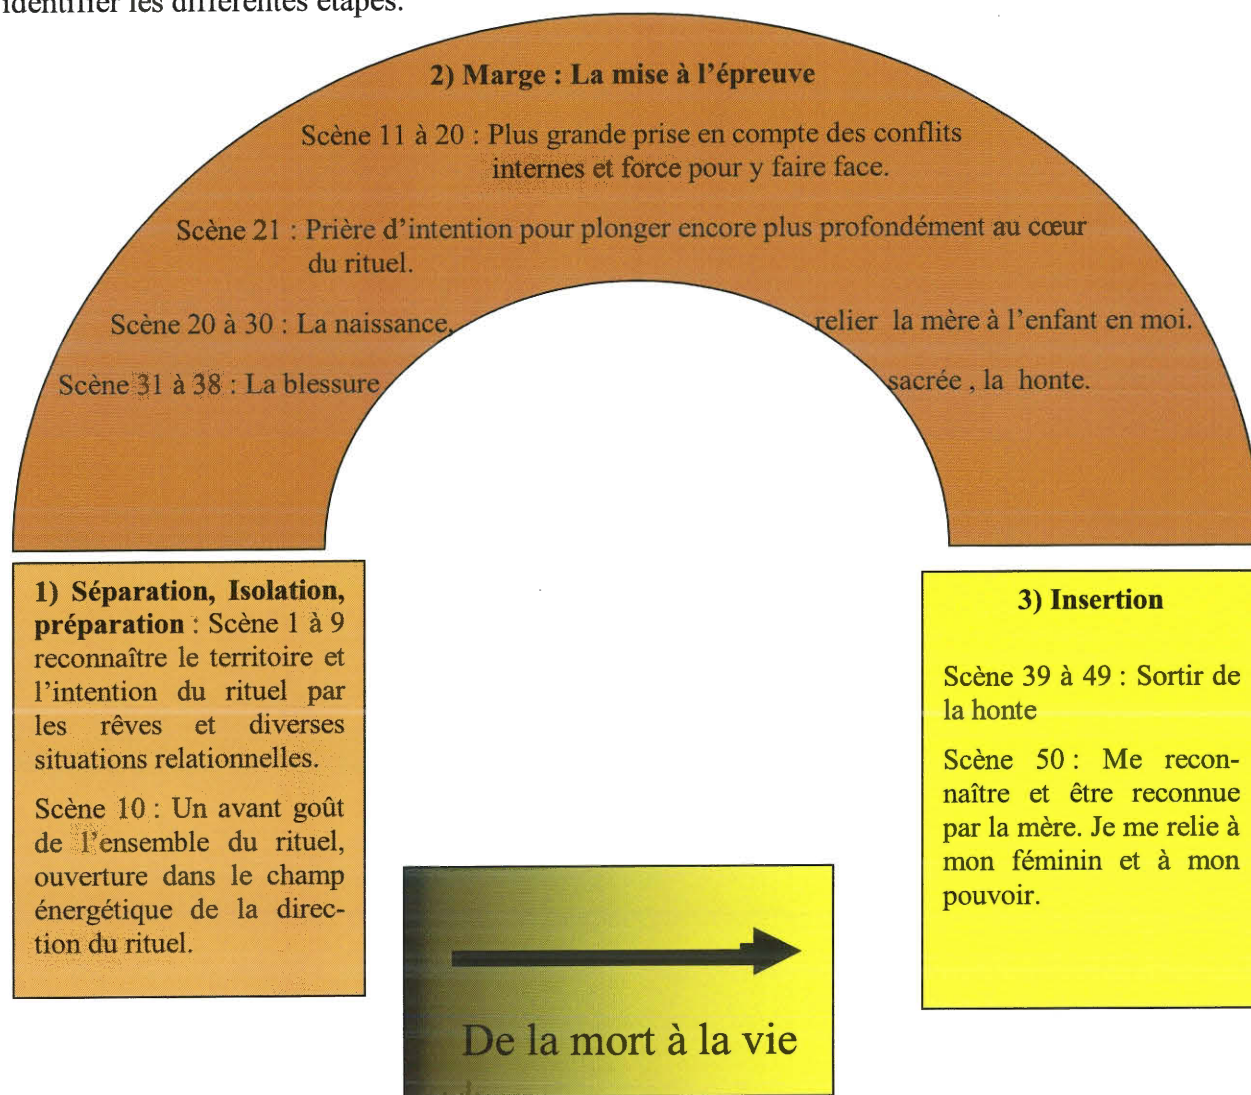 identifier les différentes étapes.
2) Marge : La mise à l'épreuve
Scène 11 à 20 : Plus grande prise en compte des conflits
internes et force pour y faire face.
Scène 21 : Prière d'intention pour plonger encore plus profondément au cœur
du rituel.
Scène 20 à 30 : La naissance, relier la mère à l'enfant en moi.
Scène 31 à 38 : La blessure sacrée , la honte.
1) Séparation, Isolation,
préparation : Scène 1 à 9
reconnaître le territoire et
l'intention du rituel par
les rêves et diverses
situations relationnelles.
Scène 10 : Un avant goût
de l'ensemble du rituel,
ouverture dans le champ
énergétique de la direc-
tion du rituel.
3) Insertion
Scène 39 à 49 : Sortir de
la honte
Scène 50 : Me recon-
naître et être reconnue
par la mère. Je me relie à
mon féminin et à mon
pouvoir.
De la mort à la vie